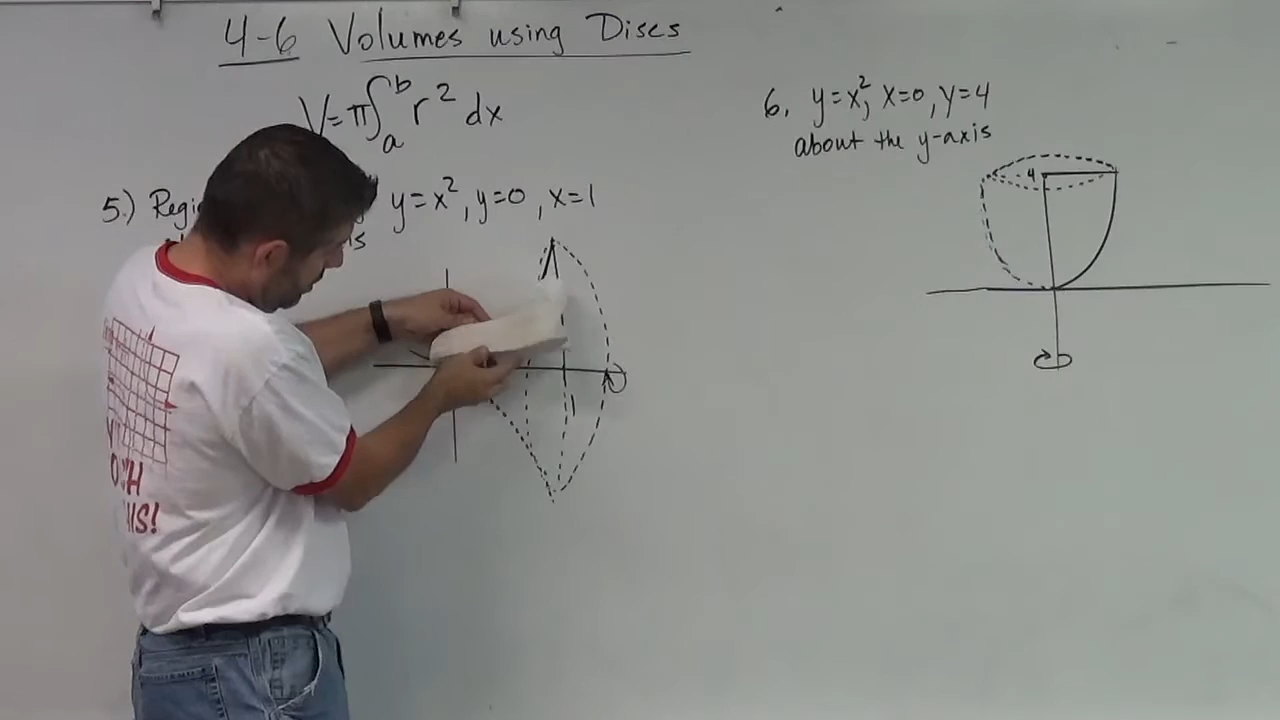 4-6 Volumes using Discs
V=π∫ₐᵇ r² dx
5.) y=x², y=0, x=1
1
6. y=x², x=0, y=4
about the y-axis
4